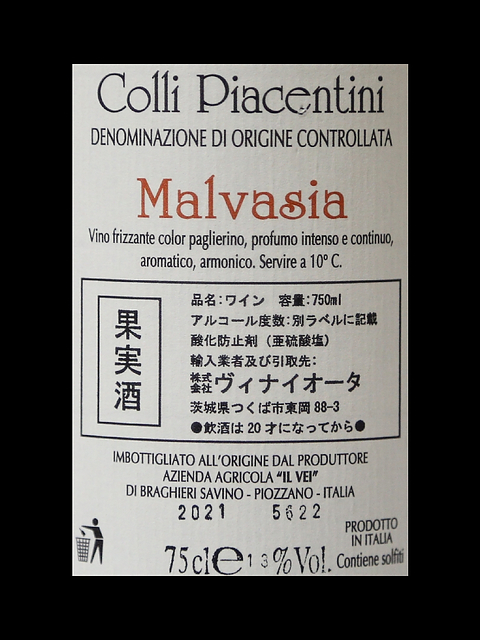 Colli Piacentini
DENOMINAZIONE DI ORIGINE CONTROLLATA
Malvasia
Vino frizzante color paglierino, profumo intenso e continuo,
aromatico, armonico. Servire a 10° C.
果実酒
品名:ワイン 容量:750ml
アルコール度数:別ラベルに記載
酸化防止剤(亜硫酸塩)
輸入業者及び引取先:
株式会社ヴィナイオータ
茨城県つくば市東岡 88-3
●飲酒は 20 才になってから●
IMBOTTIGLIATO ALL'ORIGINE DAL PRODUTTORE
AZIENDA AGRICOLA "IL VEI"
DI BRAGHIERI SAVINO - PIOZZANO - ITALIA
2021 5622
PRODOTTO
IN ITALIA
75cl e 13%Vol. Contiene solfiti